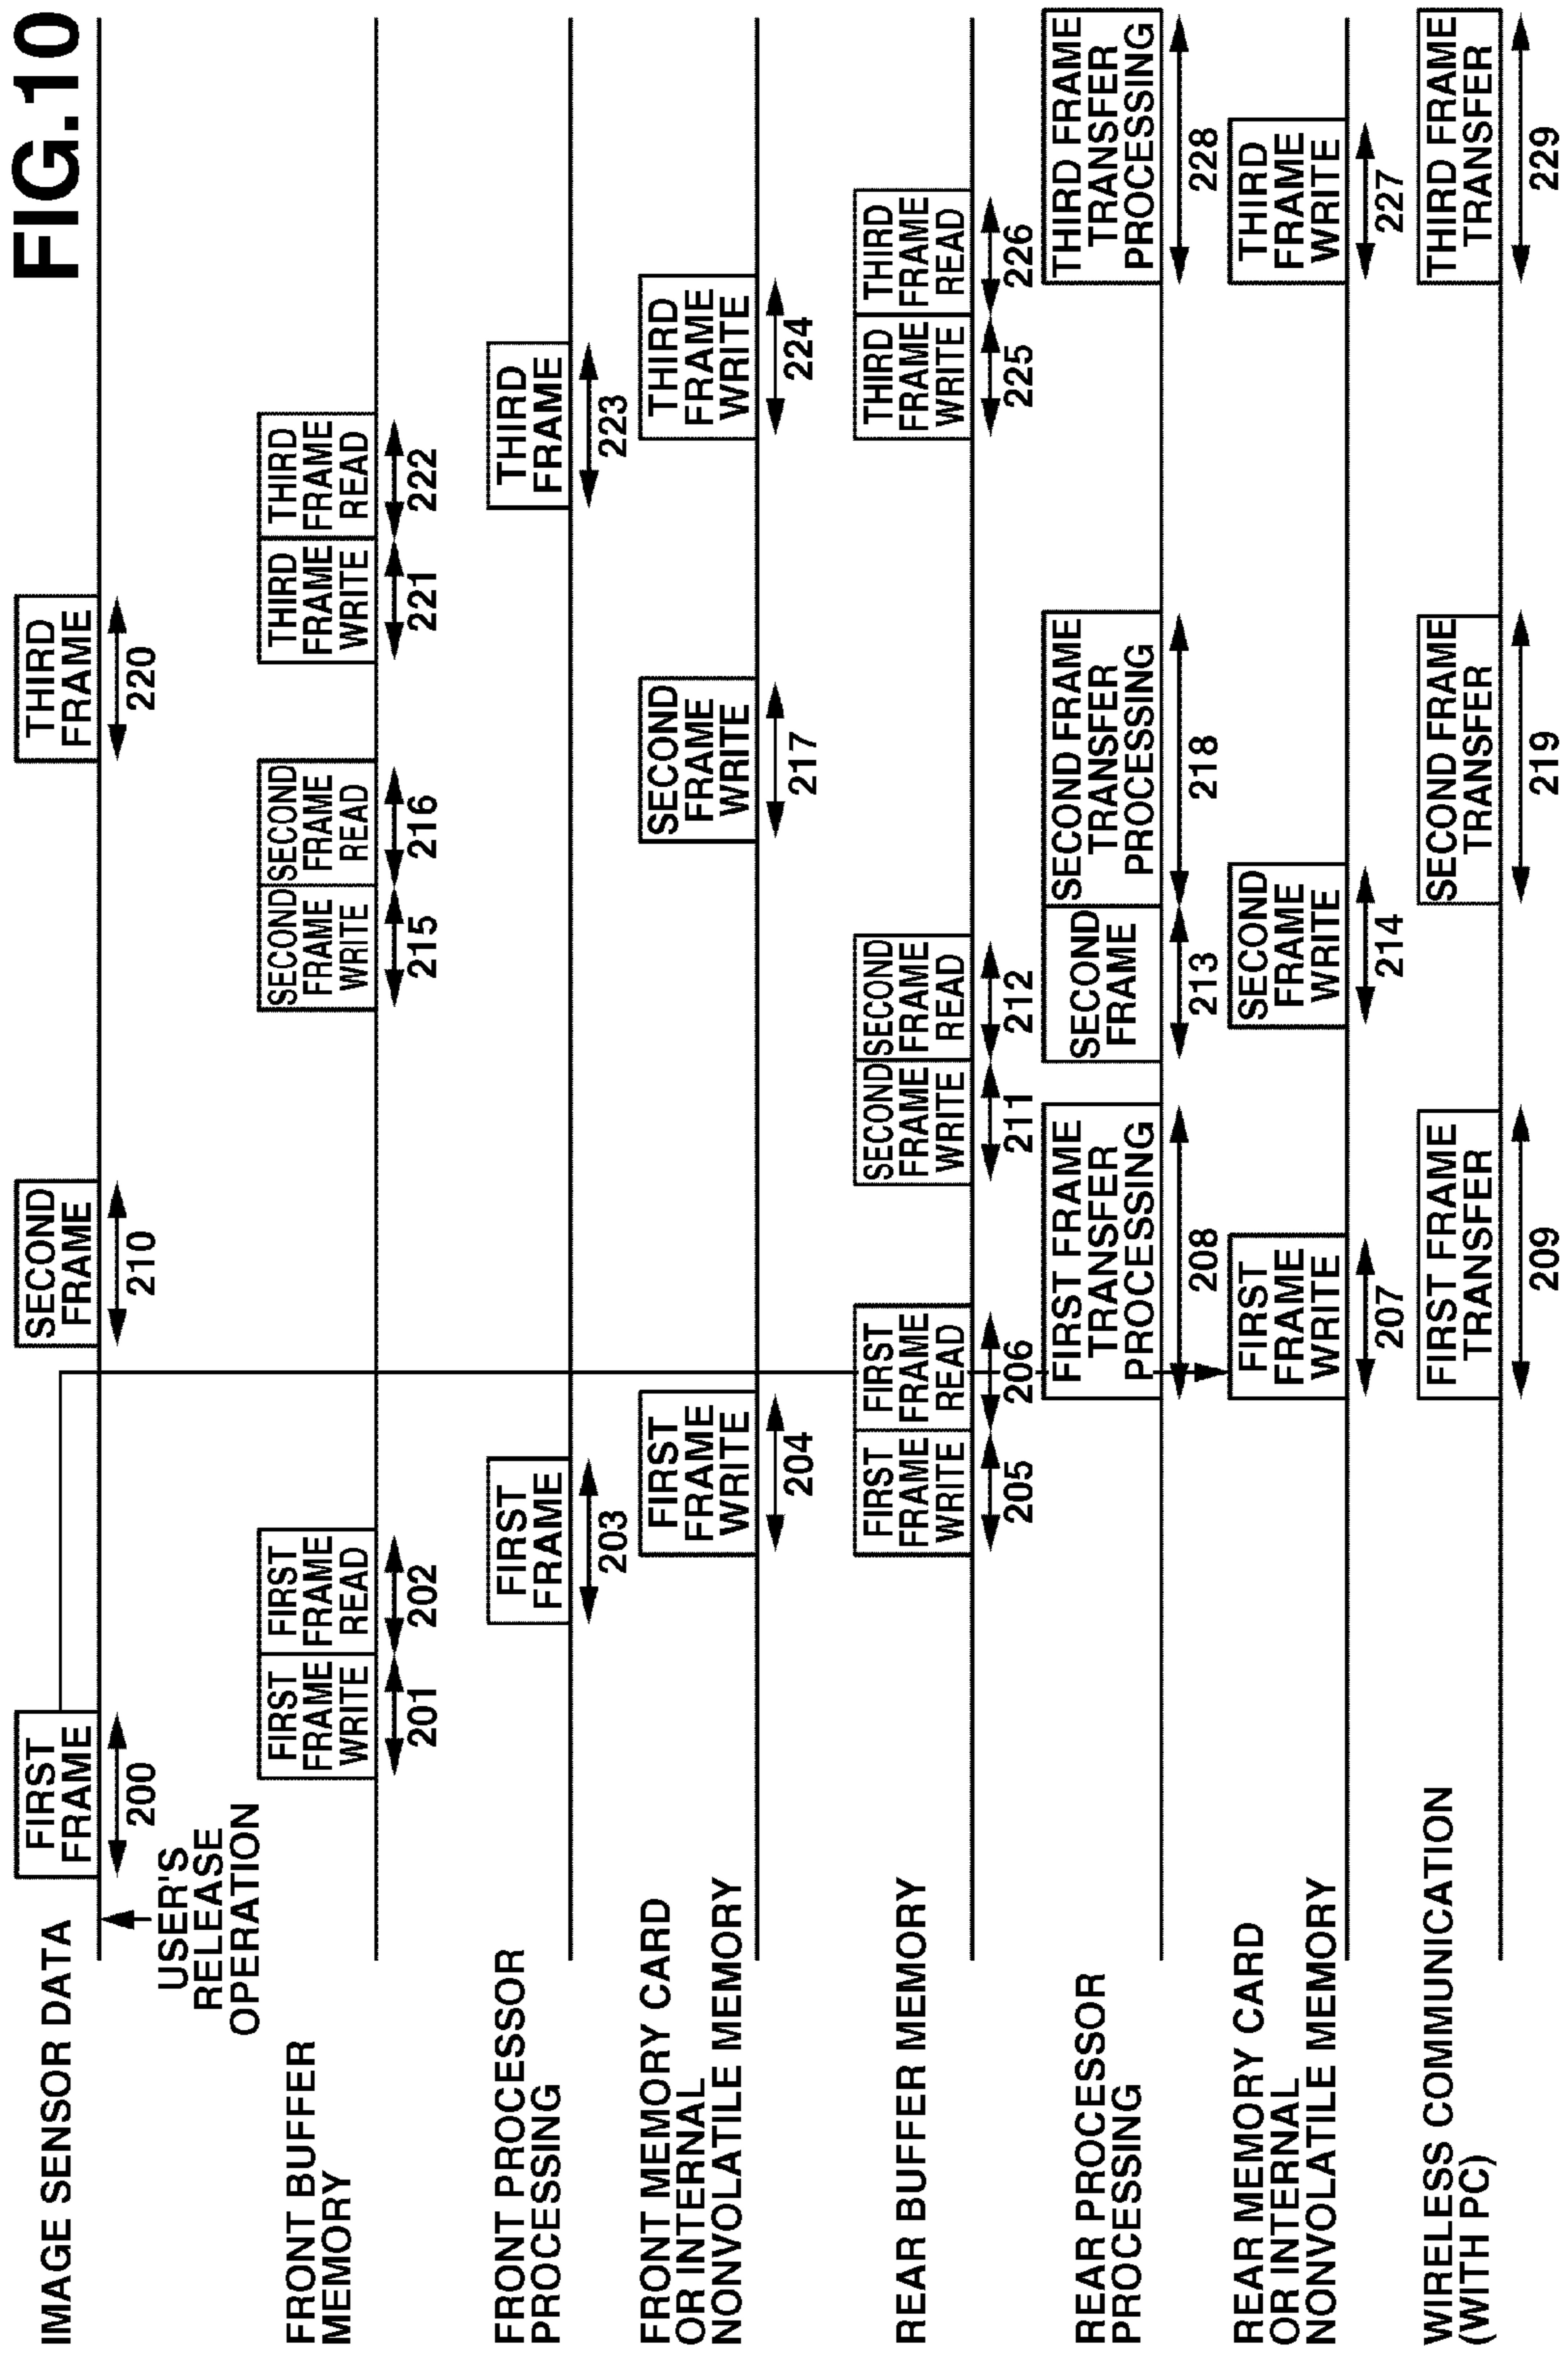 FIG.10
IMAGE SENSOR DATA
FIRST
FRAME
200
SECOND
FRAME
210
THIRD
FRAME
220
USER'S
RELEASE
OPERATION
FRONT BUFFER
MEMORY
FIRST
FRAME
WRITE
201
FIRST
FRAME
READ
202
SECOND
FRAME
WRITE
215
SECOND
FRAME
READ
216
THIRD
FRAME
WRITE
221
THIRD
FRAME
READ
222
FRONT PROCESSOR
PROCESSING
FIRST
FRAME
203
THIRD
FRAME
223
FRONT MEMORY CARD
OR INTERNAL
NONVOLATILE MEMORY
FIRST
FRAME
WRITE
204
SECOND
FRAME
WRITE
217
THIRD
FRAME
WRITE
224
REAR BUFFER MEMORY
FIRST
FRAME
WRITE
205
FIRST
FRAME
READ
206
SECOND
FRAME
WRITE
211
SECOND
FRAME
READ
212
THIRD
FRAME
WRITE
225
THIRD
FRAME
READ
226
REAR PROCESSOR
PROCESSING
FIRST FRAME
TRANSFER
PROCESSING
208
SECOND
FRAME
213
SECOND FRAME
TRANSFER
PROCESSING
218
THIRD FRAME
TRANSFER
PROCESSING
228
REAR MEMORY CARD
OR INTERNAL
NONVOLATILE MEMORY
FIRST
FRAME
WRITE
207
SECOND
FRAME
WRITE
214
THIRD
FRAME
WRITE
227
WIRELESS COMMUNICATION
(WITH PC)
FIRST FRAME
TRANSFER
209
SECOND FRAME
TRANSFER
219
THIRD FRAME
TRANSFER
229